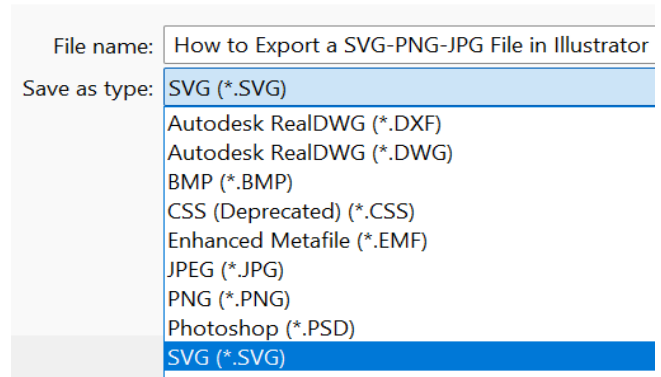 File name: How to Export a SVG-PNG-JPG File in Illustrator
Save as type: SVG (*.SVG)
Autodesk RealDWG (*.DXF)
Autodesk RealDWG (*.DWG)
BMP (*.BMP)
CSS (Deprecated) (*.CSS)
Enhanced Metafile (*.EMF)
JPEG (*.JPG)
PNG (*.PNG)
Photoshop (*.PSD)
SVG (*.SVG)